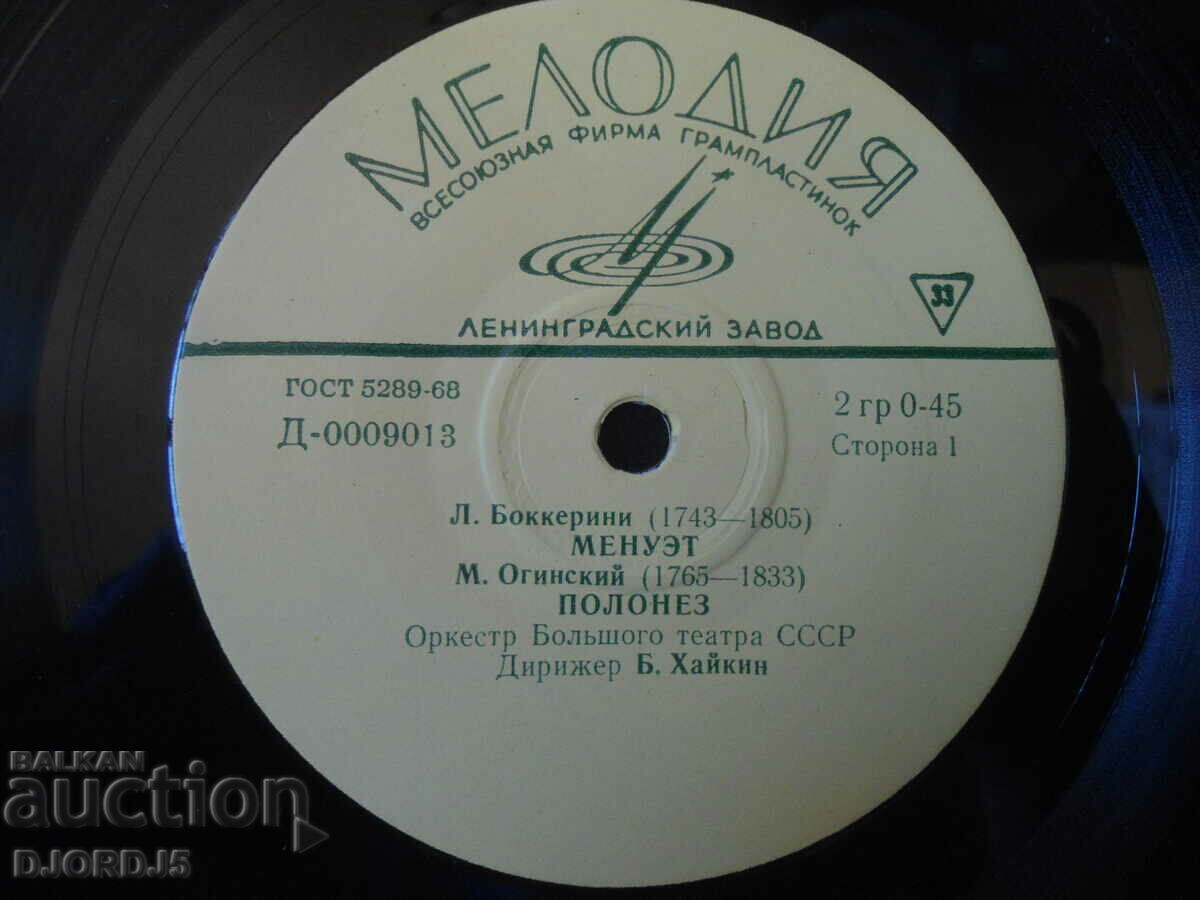 МЕЛОДИЯ
ВСЕСОЮЗНАЯ ФИРМА ГРАМПЛАСТИНОК
33
ЛЕНИНГРАДСКИЙ ЗАВОД
ГОСТ 5289-68
2 гр 0-45
Д-0009013
Сторона 1
Л. Боккерини (1743—1805)
МЕНУЭТ
М. Огинский (1765—1833)
ПОЛОНЕЗ
Оркестр Большого театра СССР
Дирижер Б. Хайкин
BALKAN
auction
DJORDJ5